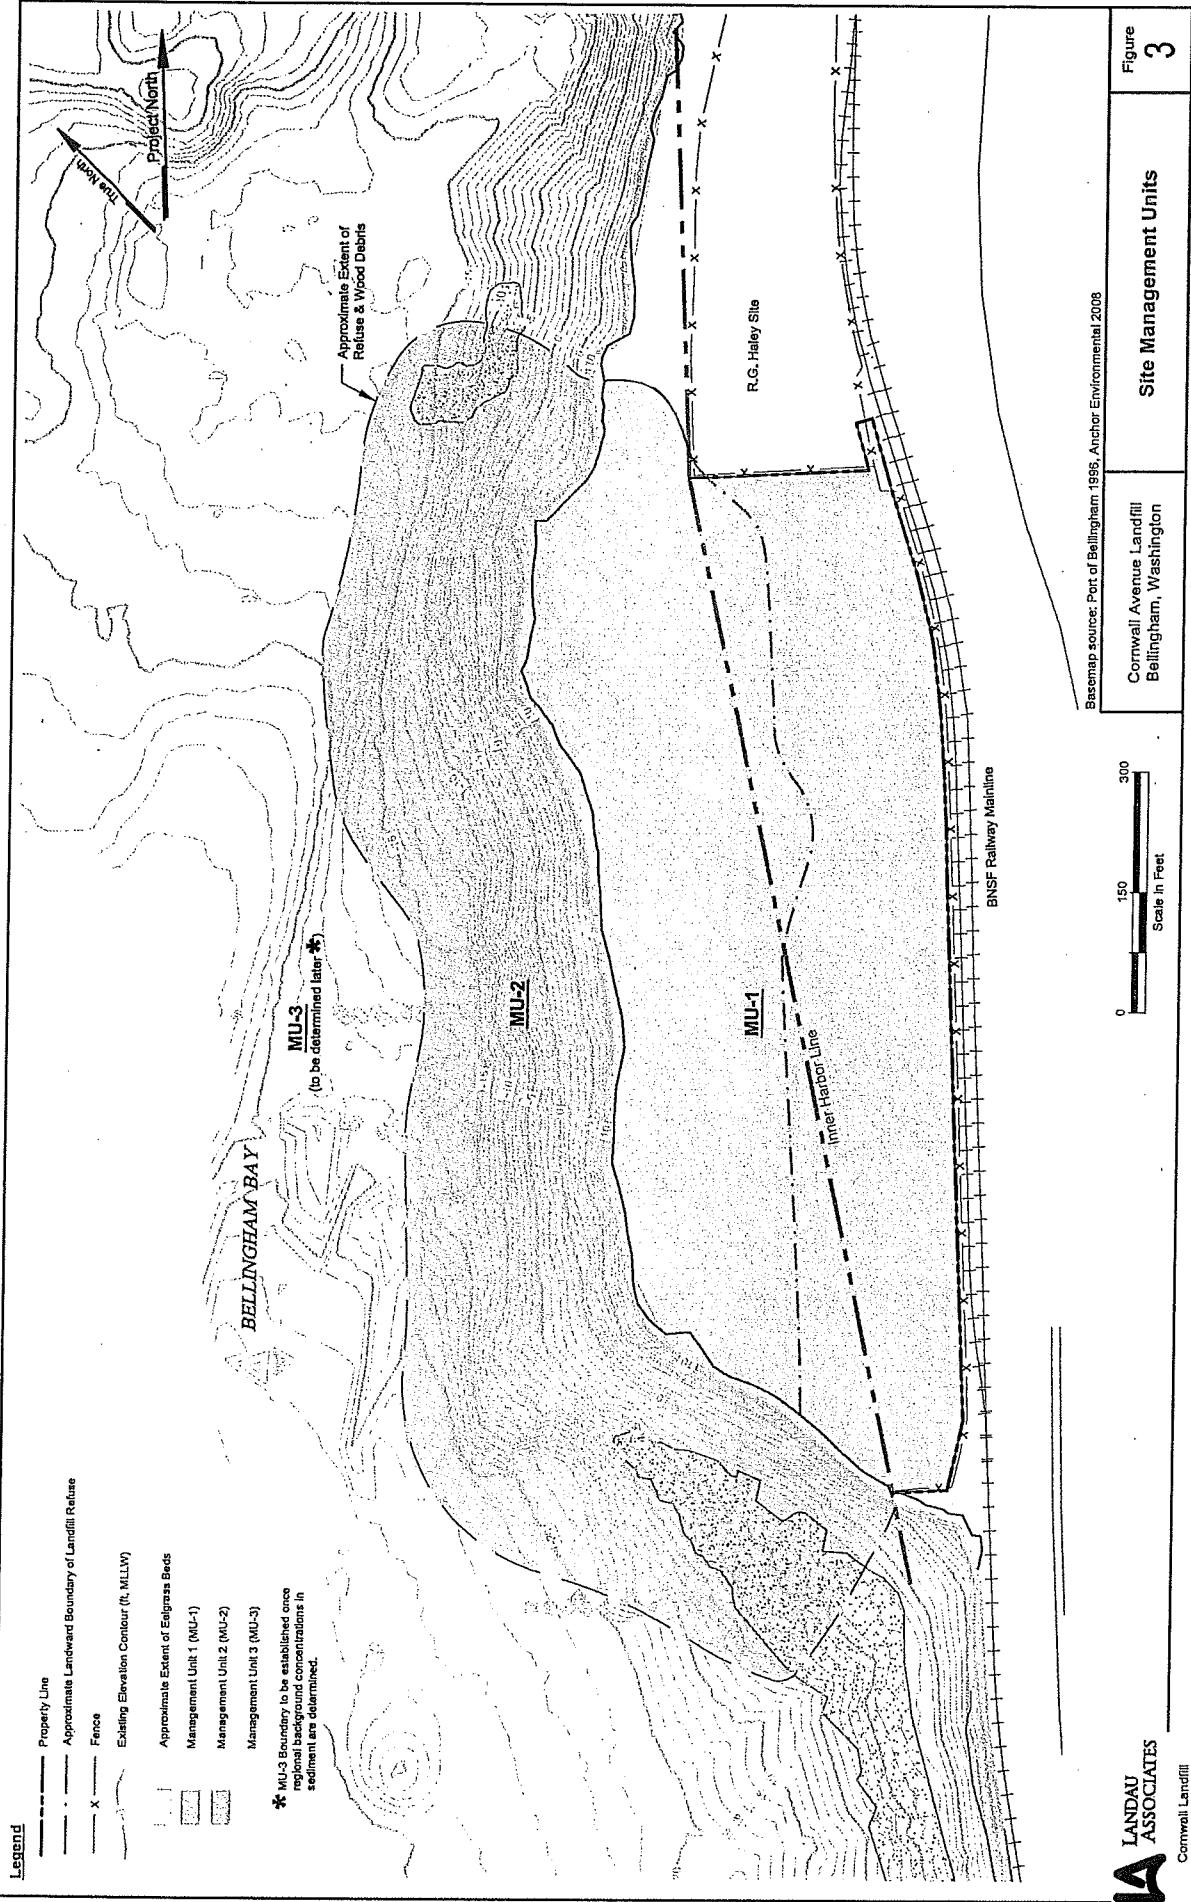 Legend
Property Line
Approximate Landward Boundary of Landfill Refuse
Fence
Existing Elevation Contour (ft, MLLW)
Approximate Extent of Eelgrass Beds
Management Unit 1 (MU-1)
Management Unit 2 (MU-2)
Management Unit 3 (MU-3)
* MU-3 Boundary to be established once
regional background concentrations in
sediment are determined.
BELLINGHAM BAY
MU-3
(to be determined later *)
MU-2
MU-1
Inner Harbor Line
Approximate Extent of
Refuse & Wood Debris
True North
Project North
R.G. Haley Site
BNSF Railway Mainline
0 150 300
Scale In Feet
Basemap source: Port of Bellingham 1996, Anchor Environmental 2008
LANDAU
ASSOCIATES
Cornwall Avenue Landfill
Bellingham, Washington
Site Management Units
Figure
3
Cornwall Landfill